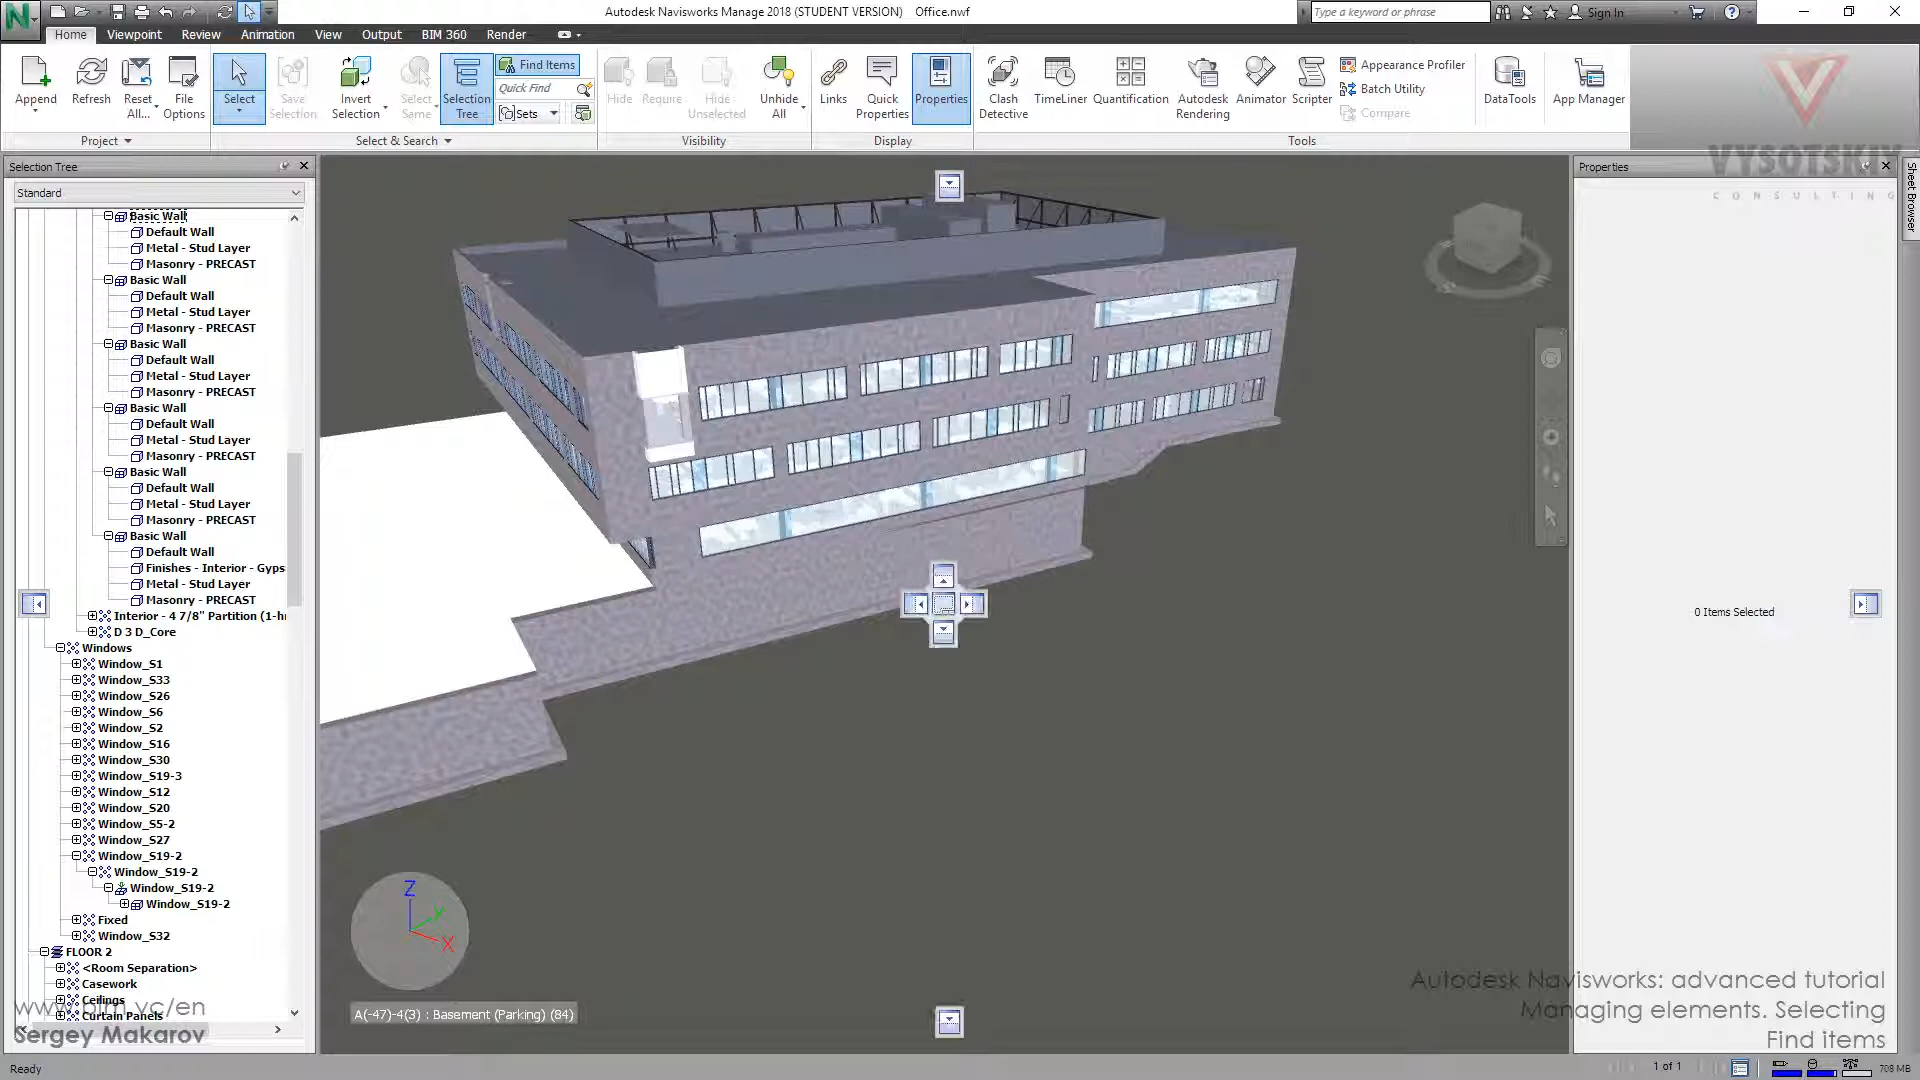 Autodesk Navisworks Manage 2018 (STUDENT VERSION) Office.nwf
Type a keyword or phrase
Sign In
Home Viewpoint Review Animation View Output BIM 360 Render
Append
Refresh
Reset All...
File Options
Project
Select
Save Selection
Invert Selection
Select Same
Selection Tree
Find Items
Quick Find
Sets
Select & Search
Hide
Require
Hide Unselected
Unhide All
Visibility
Links
Quick Properties
Properties
Display
Clash Detective
TimeLiner
Quantification
Autodesk Rendering
Animator
Scripter
Appearance Profiler
Batch Utility
Compare
Tools
DataTools
App Manager
VYSOTSKIY
CONSULTING
Selection Tree
Standard
Basic Wall
Default Wall
Metal - Stud Layer
Masonry - PRECAST
Basic Wall
Default Wall
Metal - Stud Layer
Masonry - PRECAST
Basic Wall
Default Wall
Metal - Stud Layer
Masonry - PRECAST
Basic Wall
Default Wall
Metal - Stud Layer
Masonry - PRECAST
Basic Wall
Default Wall
Metal - Stud Layer
Masonry - PRECAST
Basic Wall
Default Wall
Finishes - Interior - Gyps
Metal - Stud Layer
Masonry - PRECAST
Interior - 4 7/8" Partition (1-hr
D 3 D_Core
Windows
Window_S1
Window_S33
Window_S26
Window_S6
Window_S2
Window_S16
Window_S30
Window_S19-3
Window_S12
Window_S20
Window_S5-2
Window_S27
Window_S19-2
Window_S19-2
Window_S19-2
Window_S19-2
Fixed
Window_S32
FLOOR 2
<Room Separation>
Casework
Ceilings
Curtain Panels
www.bim.vc/en
Sergey Makarov
Z
Y
X
A(-47)-4(3) : Basement (Parking) (84)
Properties
Sheet Browser
0 Items Selected
Autodesk Navisworks: advanced tutorial
Managing elements. Selecting
Find items
Ready
1 of 1
708 MB